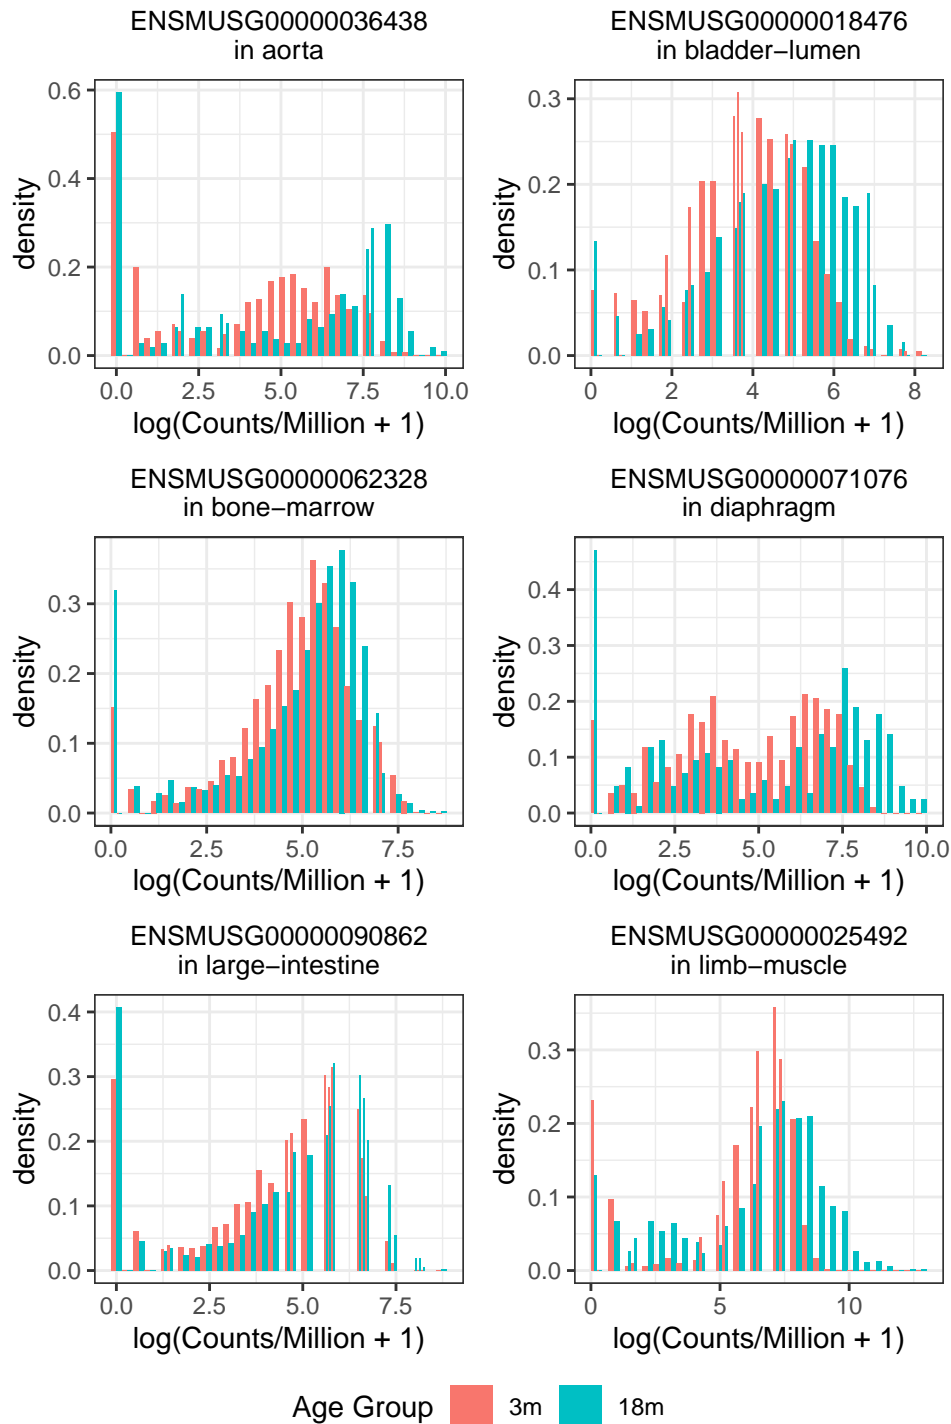 ENSMUSG00000036438
in aorta
0.6
0.4
0.2
0.0
density
0.0 2.5 5.0 7.5 10.0
log(Counts/Million + 1)
ENSMUSG00000018476
in bladder−lumen
0.3
0.2
0.1
0.0
density
0 2 4 6 8
log(Counts/Million + 1)
ENSMUSG00000062328
in bone−marrow
0.3
0.2
0.1
0.0
density
0.0 2.5 5.0 7.5
log(Counts/Million + 1)
ENSMUSG00000071076
in diaphragm
0.4
0.3
0.2
0.1
0.0
density
0.0 2.5 5.0 7.5 10.0
log(Counts/Million + 1)
ENSMUSG00000090862
in large−intestine
0.4
0.3
0.2
0.1
0.0
density
0.0 2.5 5.0 7.5
log(Counts/Million + 1)
ENSMUSG00000025492
in limb−muscle
0.3
0.2
0.1
0.0
density
0 5 10
log(Counts/Million + 1)
Age Group 3m 18m